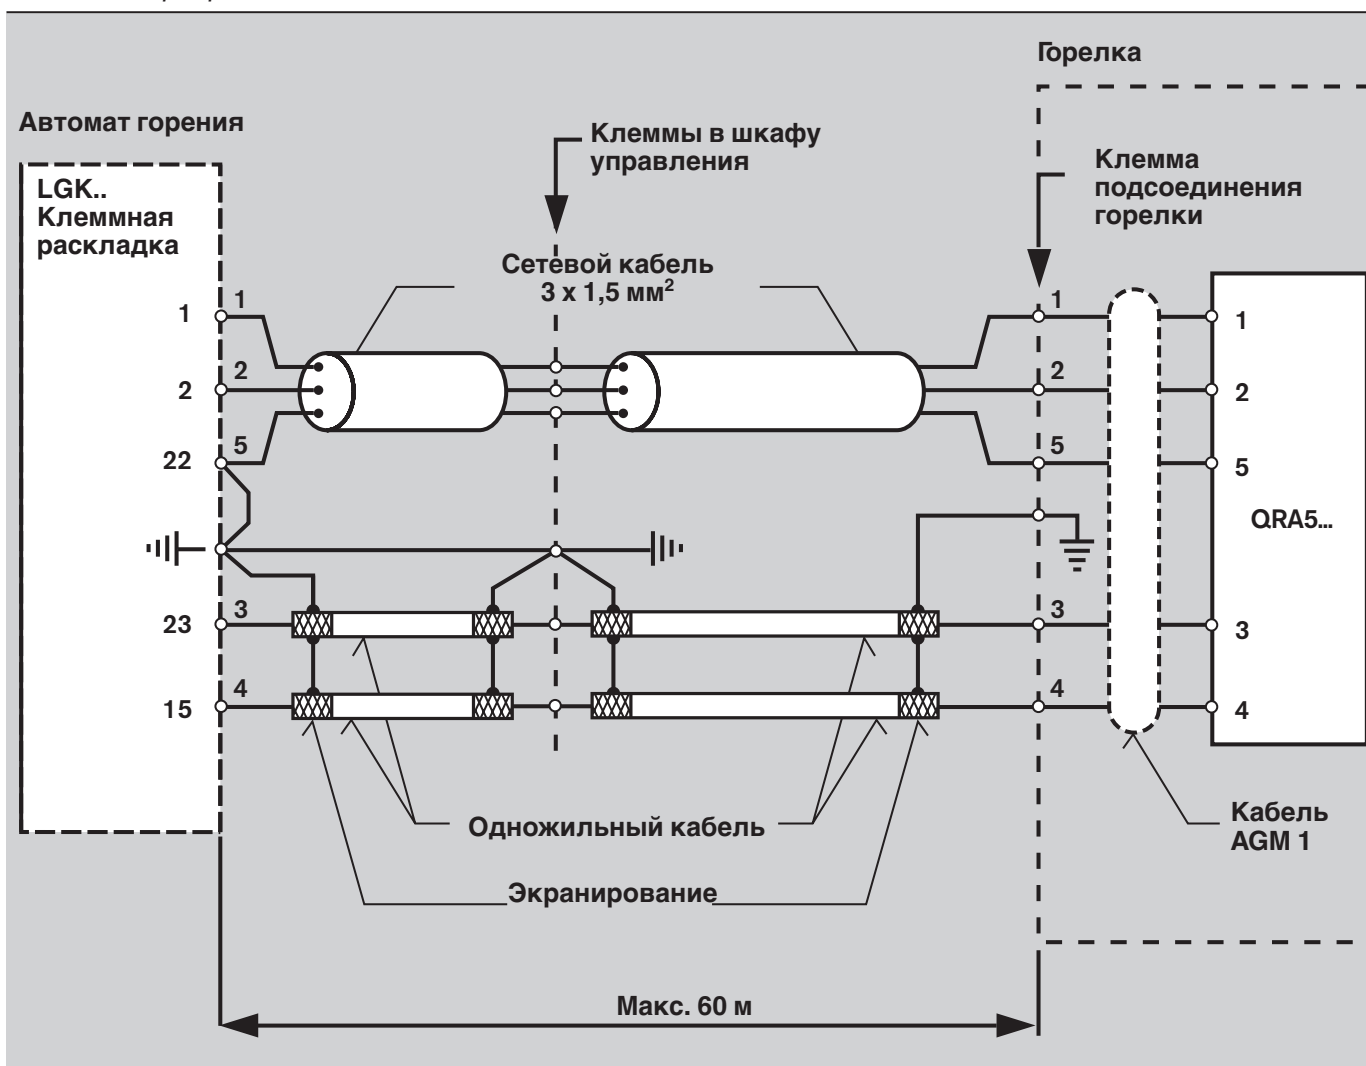 Горелка
Автомат горения
Клеммы в шкафу
управления
Клемма
подсоединения
горелки
LGK..
Клеммная
раскладка
Сетевой кабель
3 x 1,5 мм²
1 1 1 1
2 2 2 2
22 5 5 5
QRA5...
23 3 3 3
15 4 4 4
Одножильный кабель
Кабель
AGM 1
Экранирование
Макс. 60 м